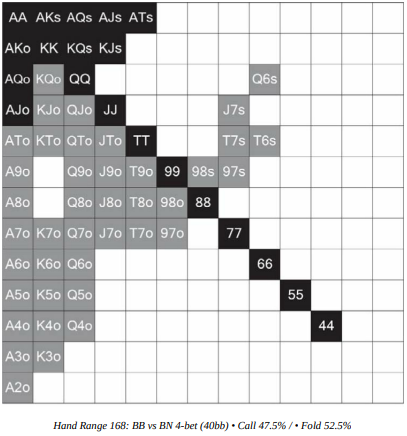 AA AKs AQs AJs ATs
AKo KK KQs KJs
AQo KQo QQ Q6s
AJo KJo QJo JJ J7s
ATo KTo QTo JTo TT T7s T6s
A9o Q9o J9o T9o 99 98s 97s
A8o Q8o J8o T8o 98o 88
A7o K7o Q7o J7o T7o 97o 77
A6o K6o Q6o 66
A5o K5o Q5o 55
A4o K4o Q4o 44
A3o K3o
A2o
Hand Range 168: BB vs BN 4-bet (40bb) • Call 47.5% / • Fold 52.5%